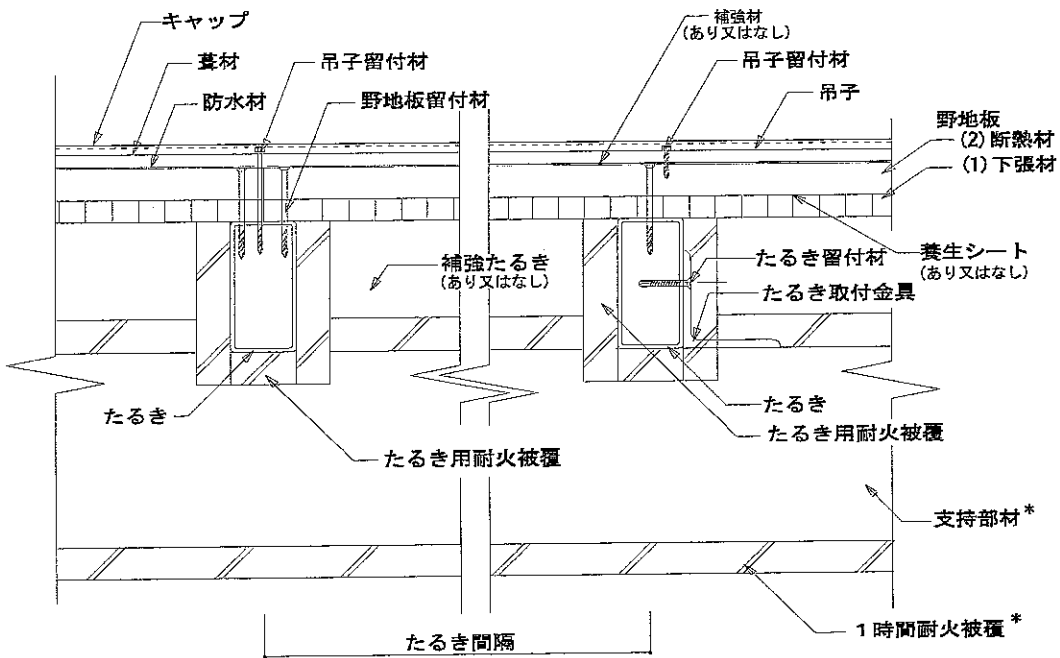 キャップ
葺材
防水材
吊子留付材
野地板留付材
補強材
(あり又はなし)
吊子留付材
吊子
野地板
(2)断熱材
(1)下張材
補強たるき
(あり又はなし)
養生シート
(あり又はなし)
たるき留付材
たるき取付金具
たるき
たるき用耐火被覆
たるき
たるき用耐火被覆
支持部材*
1時間耐火被覆*
たるき間隔